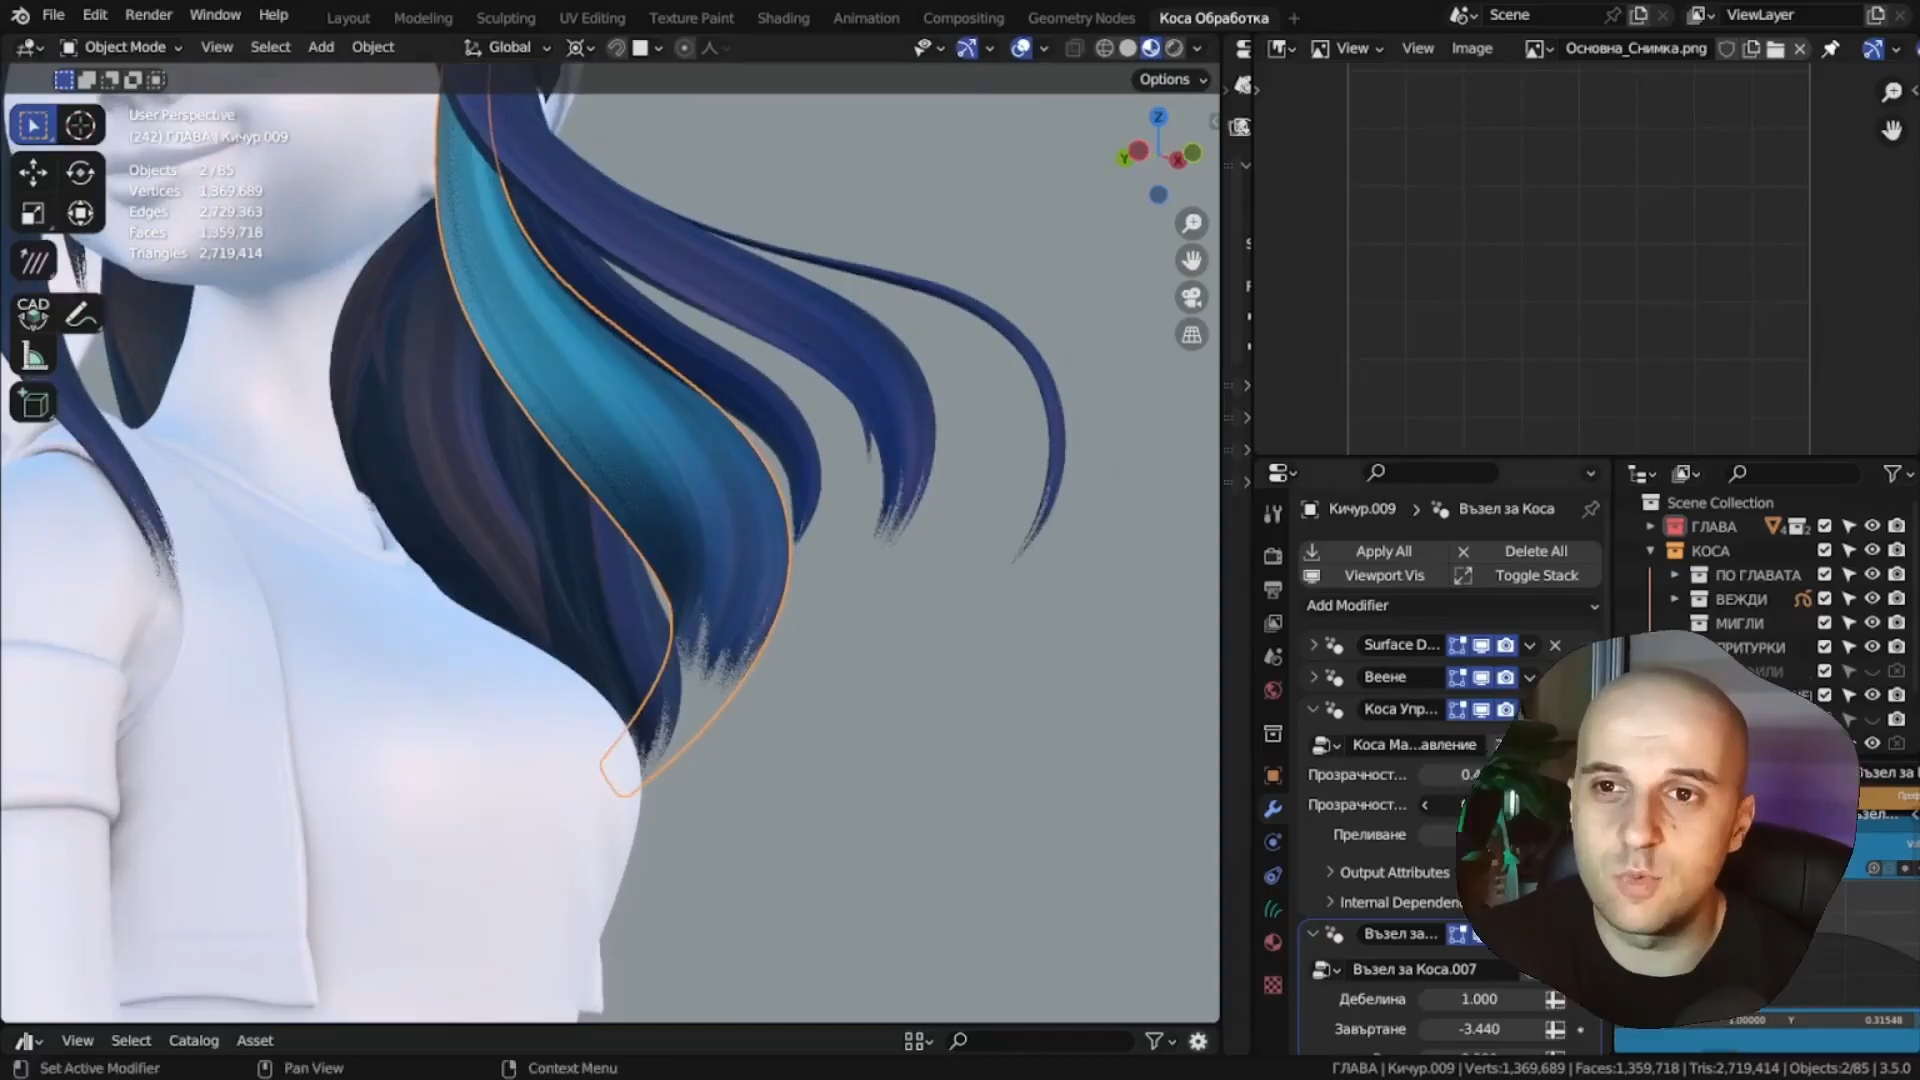 File Edit Render Window Help Layout Modeling Sculpting UV Editing Texture Paint Shading Animation Compositing Geometry Nodes Коса Обработка + Scene ViewLayer
Object Mode View Select Add Object Global View View Image Основна_Снимка.png
Options
User Perspective
(242) ГЛАВА | Кичур.009
Objects 2/85
Vertices 1,369,689
Edges 2,729,363
Faces 1,359,718
Triangles 2,719,414
CAD
Z
Y
X
Кичур.009 > Възел за Коса
Apply All Delete All
Viewport Vis Toggle Stack
Add Modifier
Surface D...
Веене
Коса Упр...
Коса Ма...авление
Прозрачност...
Прозрачност...
Преливане
Output Attributes
Internal Dependen
Възел за...
Възел за Коса.007
Дебелина 1.000
Завъртане -3.440
Scene Collection
ГЛАВА 4 2
КОСА
ПО ГЛАВАТА
ВЕЖДИ
МИГЛИ
Y 0.31548
View Select Catalog Asset
Set Active Modifier Pan View Context Menu ГЛАВА | Кичур.009 | Verts:1,369,689 | Faces:1,359,718 | Tris:2,719,414 | Objects:2/85 | 3.5.0